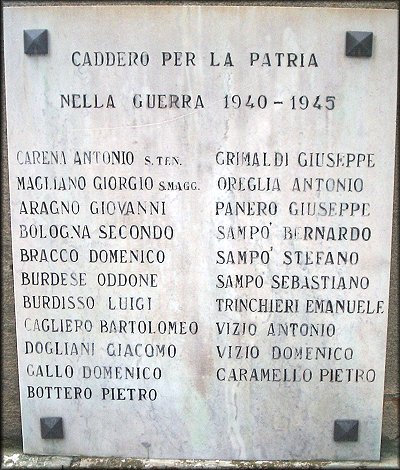 CADDERO PER LA PATRIA
NELLA GUERRA 1940-1945
CARENA ANTONIO S.TEN.
MAGLIANO GIORGIO S.MAGG.
ARAGNO GIOVANNI
BOLOGNA SECONDO
BRACCO DOMENICO
BURDESE ODDONE
BURDISSO LUIGI
CAGLIERO BARTOLOMEO
DOGLIANI GIACOMO
GALLO DOMENICO
BOTTERO PIETRO
GRIMALDI GIUSEPPE
OREGLIA ANTONIO
PANERO GIUSEPPE
SAMPO' BERNARDO
SAMPO' STEFANO
SAMPO SEBASTIANO
TRINCHIERI EMANUELE
VIZIO ANTONIO
VIZIO DOMENICO
CARAMELLO PIETRO